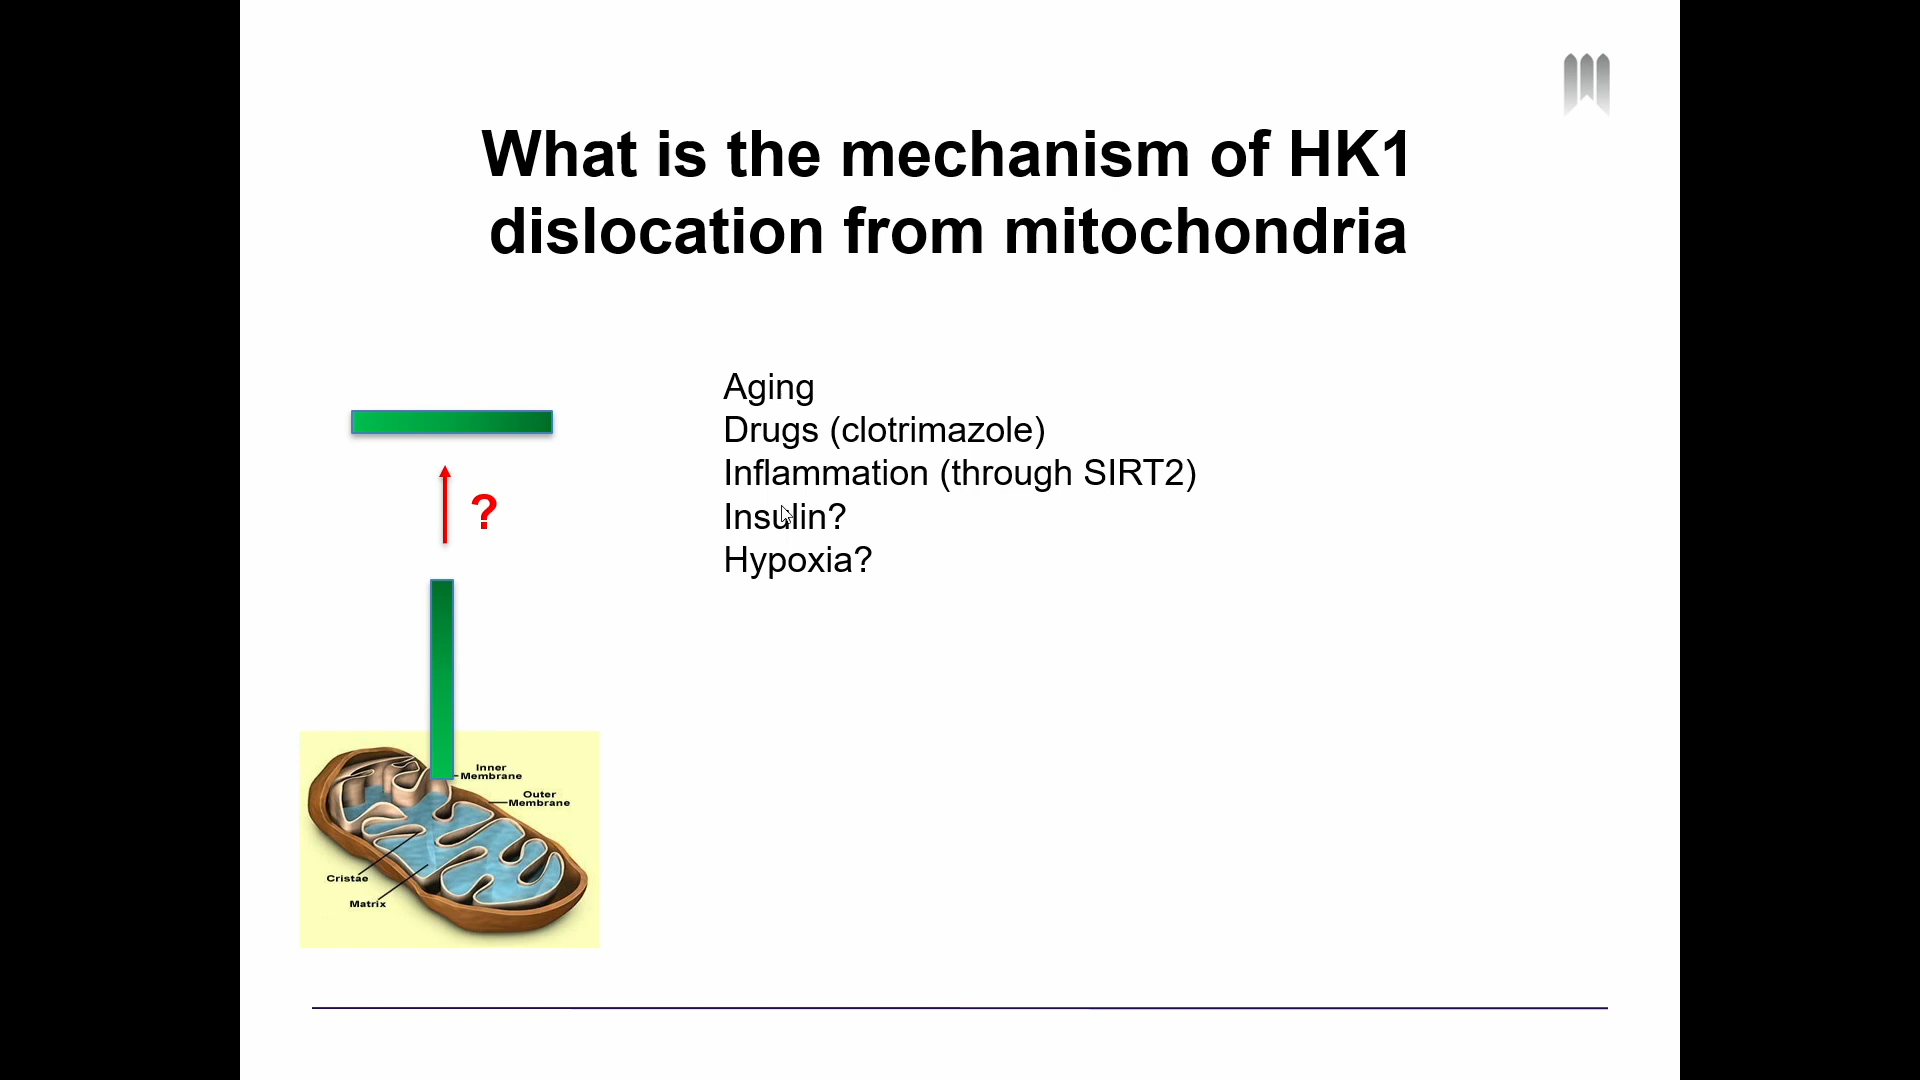 What is the mechanism of HK1
dislocation from mitochondria
Aging
Drugs (clotrimazole)
Inflammation (through SIRT2)
Insulin?
Hypoxia?
?
Inner
Membrane
Outer
Membrane
Cristae
Matrix